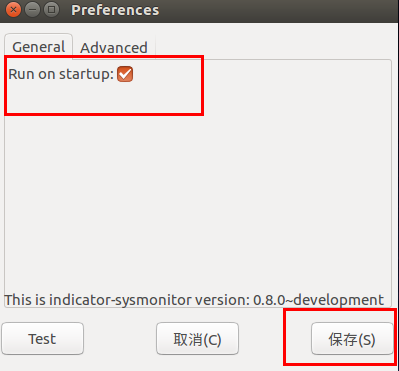 Preferences
General Advanced
Run on startup:
This is indicator-sysmonitor version: 0.8.0~development
Test 取消(C) 保存(S)